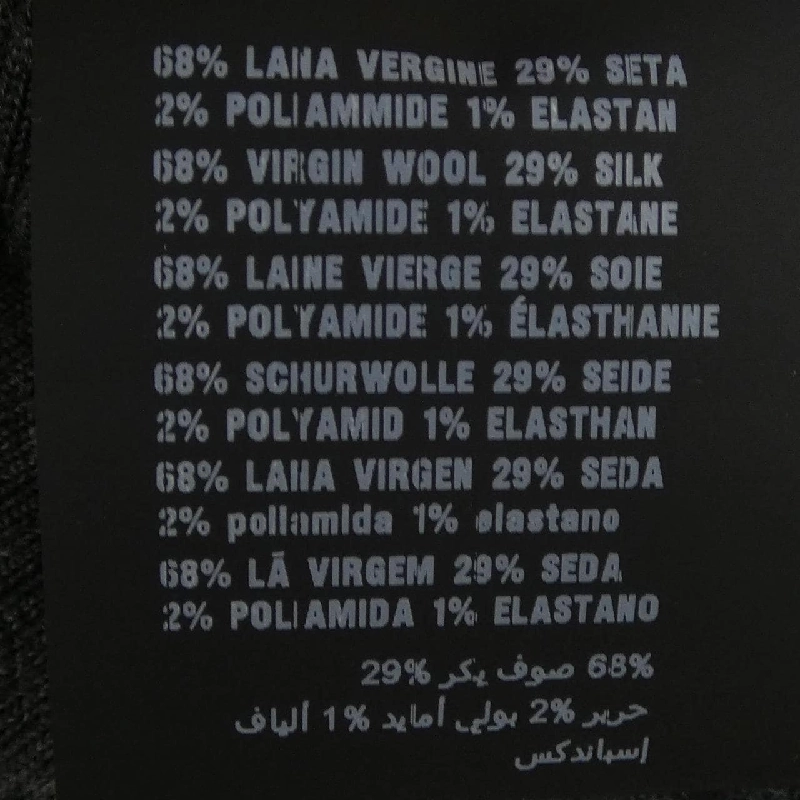 68% LANA VERGINE 29% SETA
2% POLIAMMIDE 1% ELASTAN
68% VIRGIN WOOL 29% SILK
2% POLYAMIDE 1% ELASTANE
68% LAINE VIERGE 29% SOIE
2% POLYAMIDE 1% ÉLASTHANNE
68% SCHURWOLLE 29% SEIDE
2% POLYAMID 1% ELASTHAN
68% LANA VIRGEN 29% SEDA
2% poliamida 1% elastano
68% LÃ VIRGEM 29% SEDA
2% POLIAMIDA 1% ELASTANO
68% صوف بكر 29%
حرير 2% بولي أمايد 1% ألياف
اسباندكس